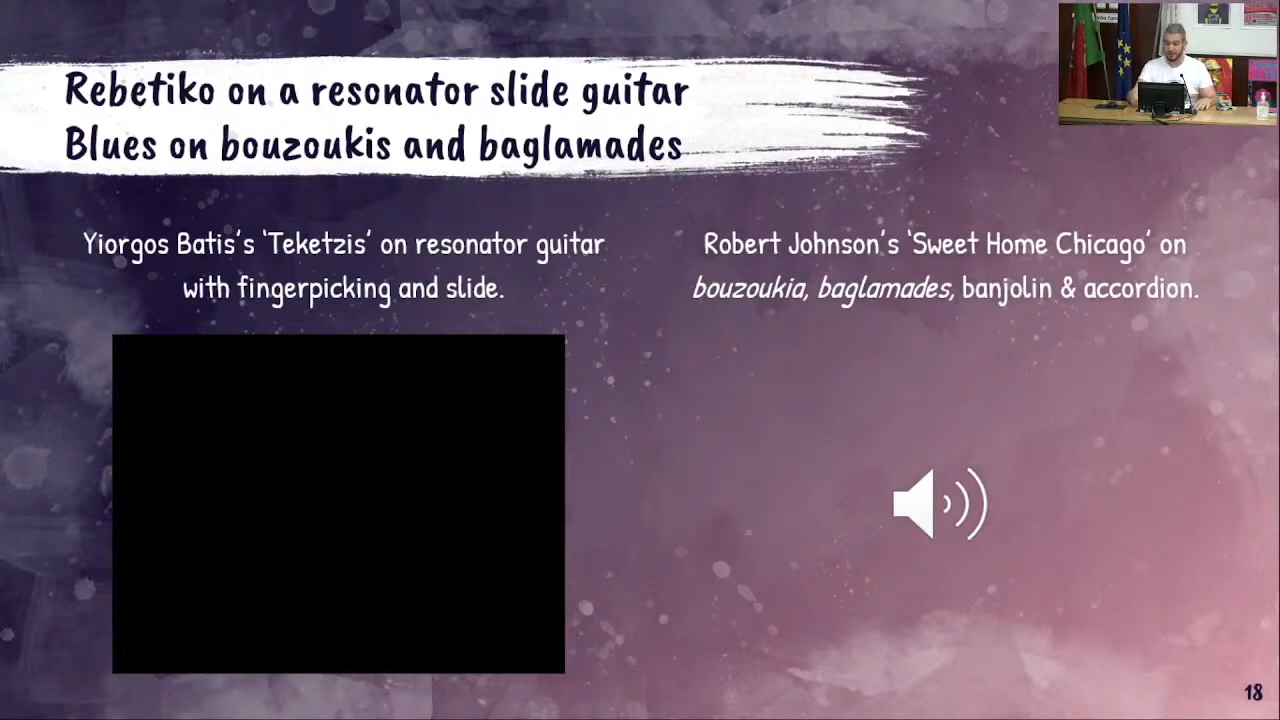 Rebetiko on a resonator slide guitar
Blues on bouzoukis and baglamades
Yiorgos Batis's 'Teketzis' on resonator guitar
with fingerpicking and slide.
Robert Johnson's 'Sweet Home Chicago' on
bouzoukia, baglamades, banjolin & accordion.
18